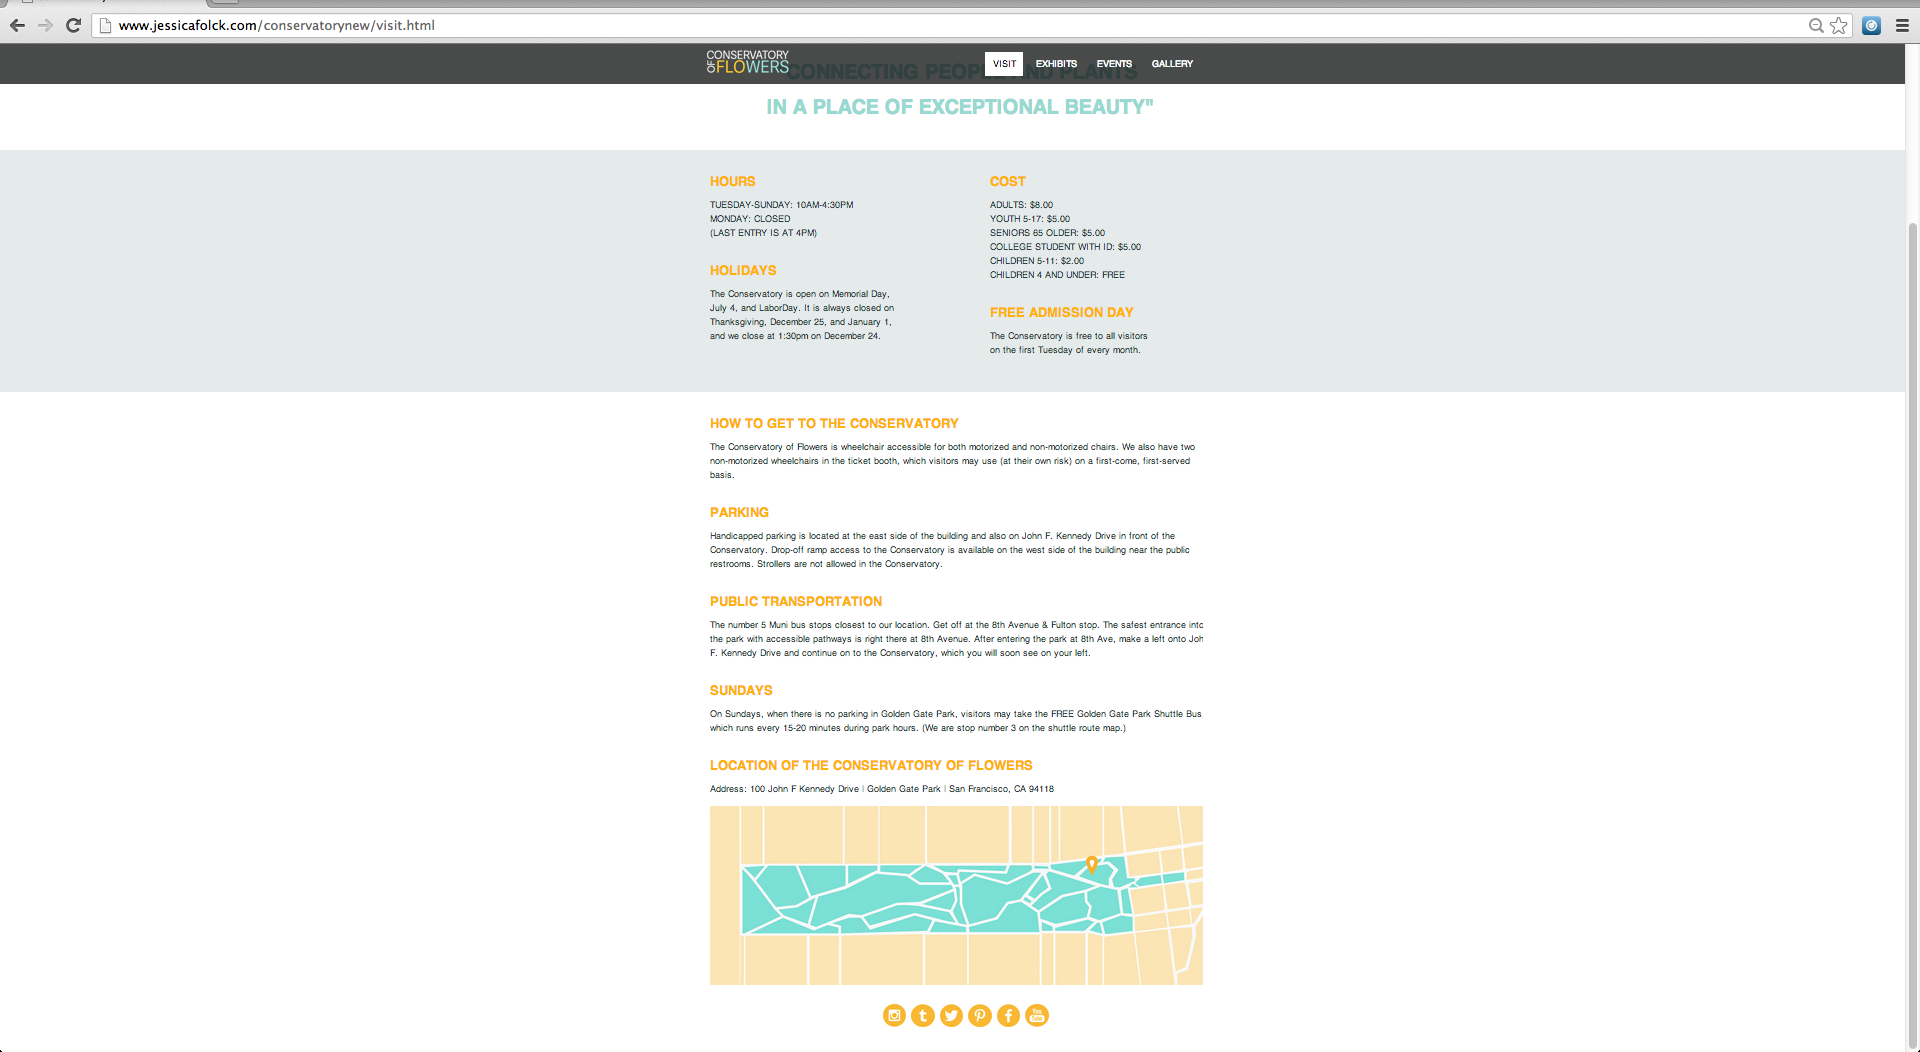 www.jessicafolck.com/conservatorynew/visit.html
CONSERVATORY
OF FLOWERS
VISIT
EXHIBITS
EVENTS
GALLERY
CONNECTING PEOPLE AND PLANTS
IN A PLACE OF EXCEPTIONAL BEAUTY"
HOURS
TUESDAY-SUNDAY: 10AM-4:30PM
MONDAY: CLOSED
(LAST ENTRY IS AT 4PM)
HOLIDAYS
The Conservatory is open on Memorial Day,
July 4, and LaborDay. It is always closed on
Thanksgiving, December 25, and January 1,
and we close at 1:30pm on December 24.
COST
ADULTS: $8.00
YOUTH 5-17: $5.00
SENIORS 65 OLDER: $5.00
COLLEGE STUDENT WITH ID: $5.00
CHILDREN 5-11: $2.00
CHILDREN 4 AND UNDER: FREE
FREE ADMISSION DAY
The Conservatory is free to all visitors
on the first Tuesday of every month.
HOW TO GET TO THE CONSERVATORY
The Conservatory of Flowers is wheelchair accessible for both motorized and non-motorized chairs. We also have two
non-motorized wheelchairs in the ticket booth, which visitors may use (at their own risk) on a first-come, first-served
basis.
PARKING
Handicapped parking is located at the east side of the building and also on John F. Kennedy Drive in front of the
Conservatory. Drop-off ramp access to the Conservatory is available on the west side of the building near the public
restrooms. Strollers are not allowed in the Conservatory.
PUBLIC TRANSPORTATION
The number 5 Muni bus stops closest to our location. Get off at the 8th Avenue & Fulton stop. The safest entrance into
the park with accessible pathways is right there at 8th Avenue. After entering the park at 8th Ave, make a left onto Joh
F. Kennedy Drive and continue on to the Conservatory, which you will soon see on your left.
SUNDAYS
On Sundays, when there is no parking in Golden Gate Park, visitors may take the FREE Golden Gate Park Shuttle Bus
which runs every 15-20 minutes during park hours. (We are stop number 3 on the shuttle route map.)
LOCATION OF THE CONSERVATORY OF FLOWERS
Address: 100 John F Kennedy Drive | Golden Gate Park | San Francisco, CA 94118
You Tube